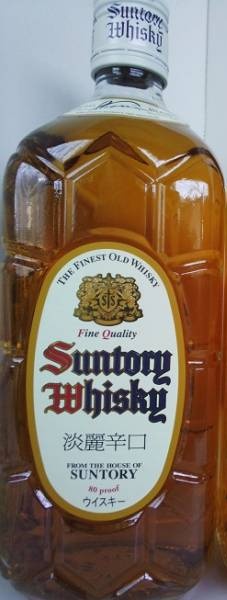 Suntory
Whisky
THE FINEST OLD WHISKY
Fine Quality
Suntory
Whisky
淡麗辛口
FROM THE HOUSE OF
SUNTORY
80 proof
ウイスキー